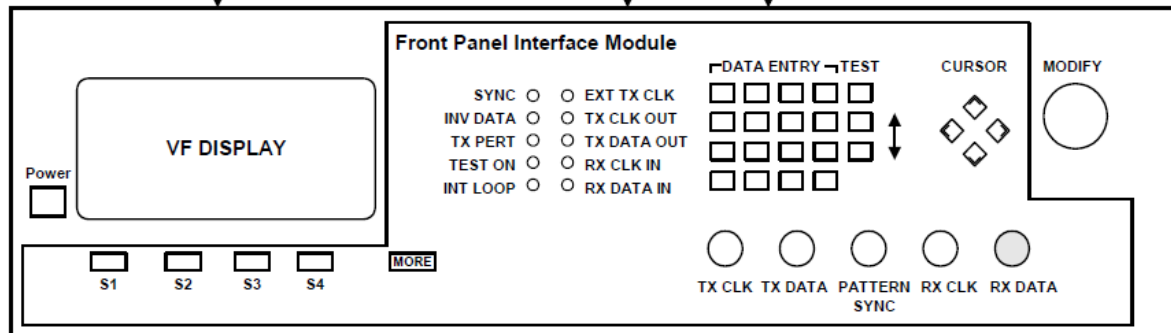 Front Panel Interface Module
DATA ENTRY TEST CURSOR MODIFY
SYNC EXT TX CLK
INV DATA TX CLK OUT
TX PERT TX DATA OUT
TEST ON RX CLK IN
INT LOOP RX DATA IN
VF DISPLAY
Power
MORE
S1 S2 S3 S4
TX CLK TX DATA PATTERN SYNC RX CLK RX DATA